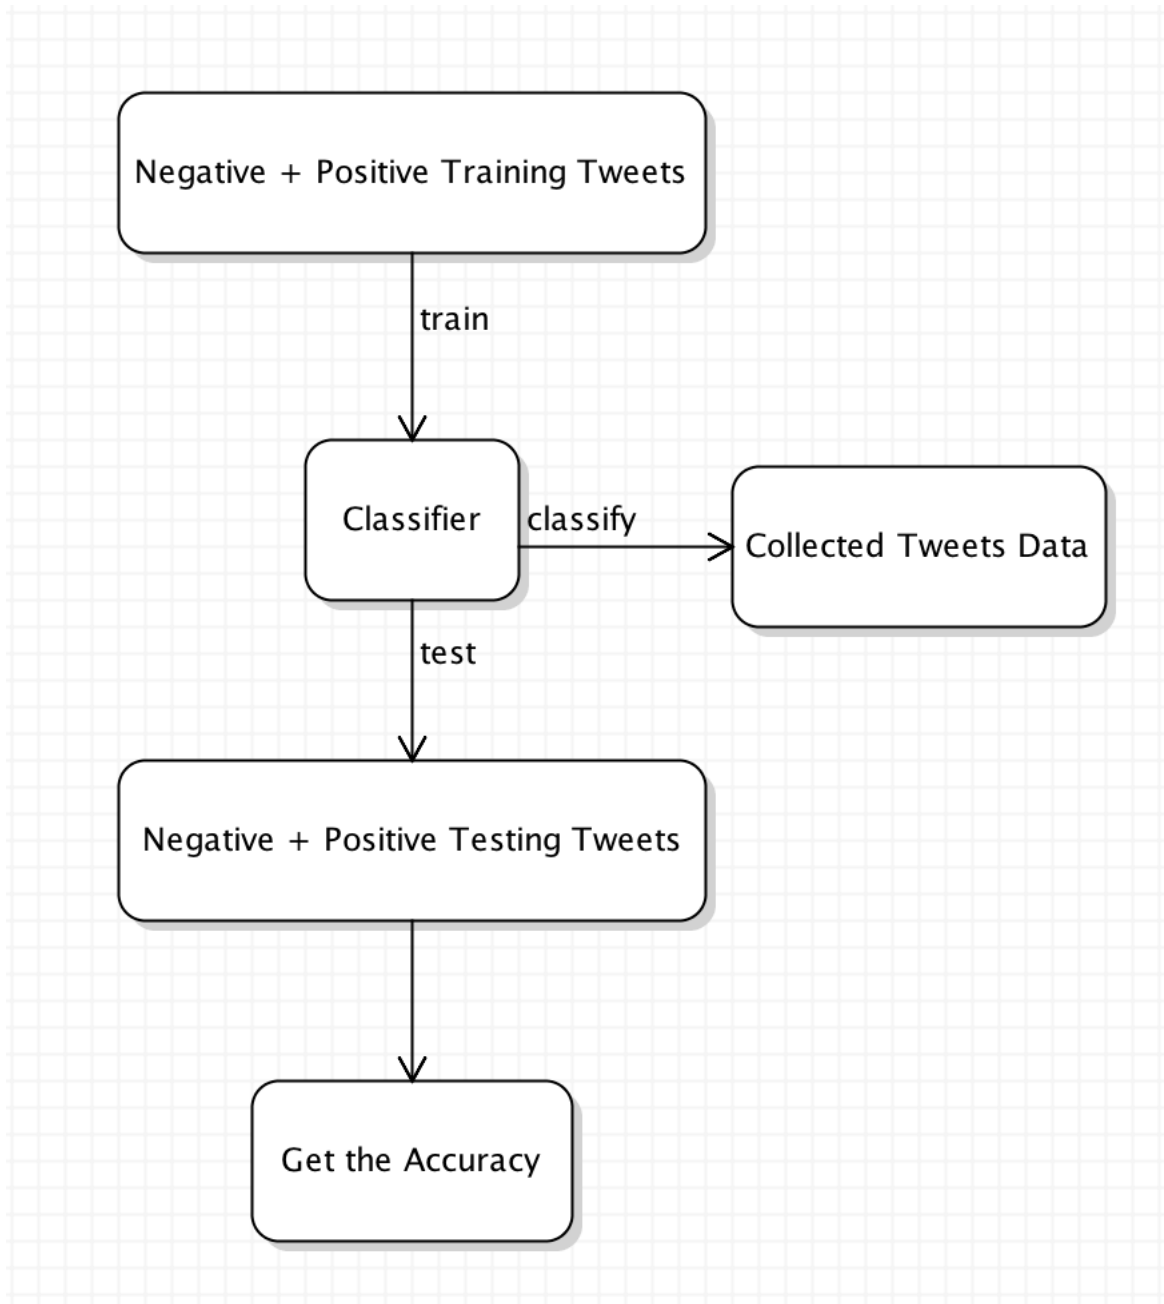 Negative + Positive Training Tweets
train
Classifier
classify
Collected Tweets Data
test
Negative + Positive Testing Tweets
Get the Accuracy